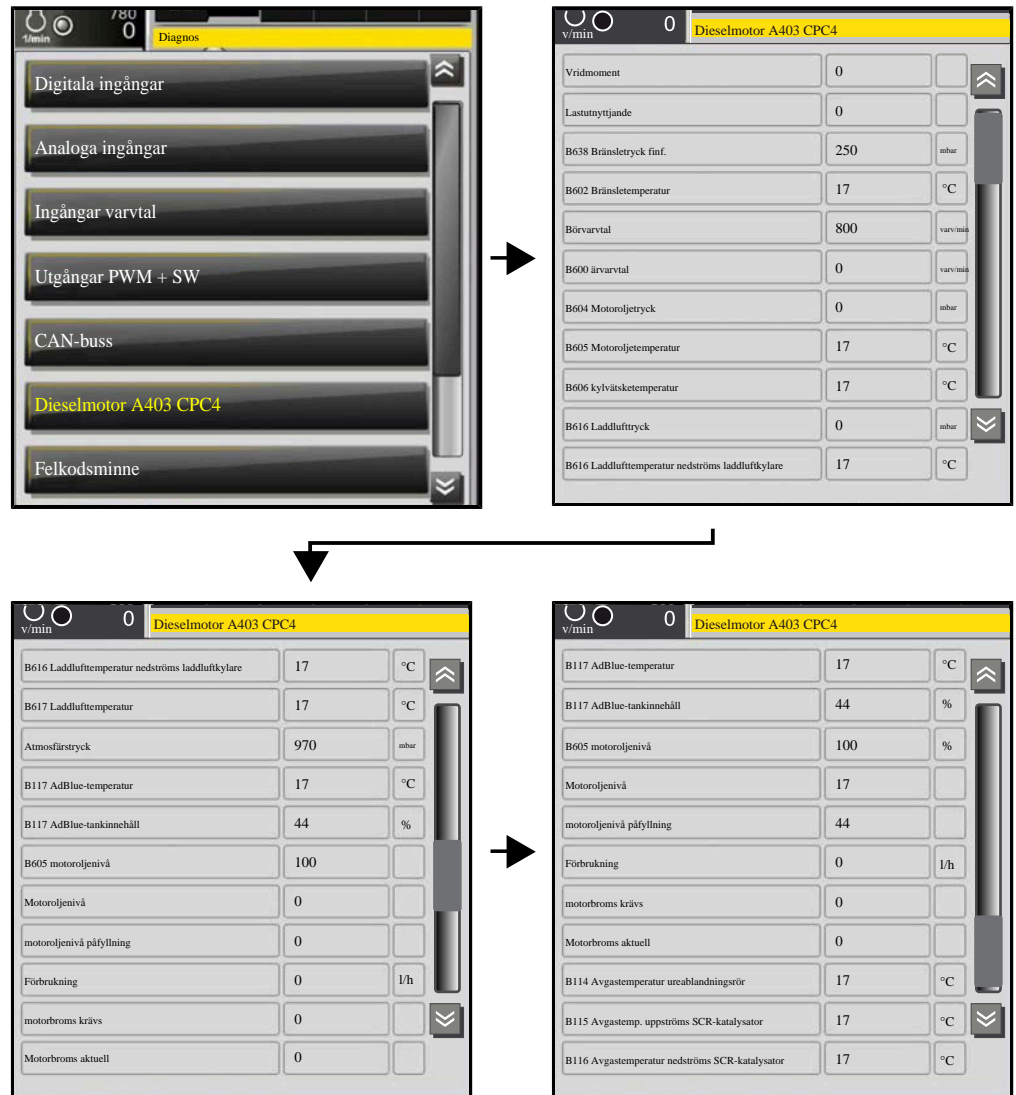 780
1/min 0 Diagnos
Digitala ingångar
Analoga ingångar
Ingångar varvtal
Utgångar PWM + SW
CAN-buss
Dieselmotor A403 CPC4
Felkodsminne
v/min 0 Dieselmotor A403 CPC4
Vridmoment 0
Lastutnyttjande 0
B638 Bränsletryck finf. 250 mbar
B602 Bränsletemperatur 17 °C
Börvarvtal 800 varv/min
B600 ärvarvtal 0 varv/min
B604 Motoroljetryck 0 mbar
B605 Motoroljetemperatur 17 °C
B606 kylvätsketemperatur 17 °C
B616 Laddlufttryck 0 mbar
B616 Laddlufttemperatur nedströms laddluftkylare 17 °C
v/min 0 Dieselmotor A403 CPC4
B616 Laddlufttemperatur nedströms laddluftkylare 17 °C
B617 Laddlufttemperatur 17 °C
Atmosfärstryck 970 mbar
B117 AdBlue-temperatur 17 °C
B117 AdBlue-tankinnehåll 44 %
B605 motoroljenivå 100
Motoroljenivå 0
motoroljenivå påfyllning 0
Förbrukning 0 l/h
motorbroms krävs 0
Motorbroms aktuell 0
v/min 0 Dieselmotor A403 CPC4
B117 AdBlue-temperatur 17 °C
B117 AdBlue-tankinnehåll 44 %
B605 motoroljenivå 100 %
Motoroljenivå 17
motoroljenivå påfyllning 44
Förbrukning 0 l/h
motorbroms krävs 0
Motorbroms aktuell 0
B114 Avgastemperatur ureablandningsrör 17 °C
B115 Avgastemp. uppströms SCR-katalysator 17 °C
B116 Avgastemperatur nedströms SCR-katalysator 17 °C